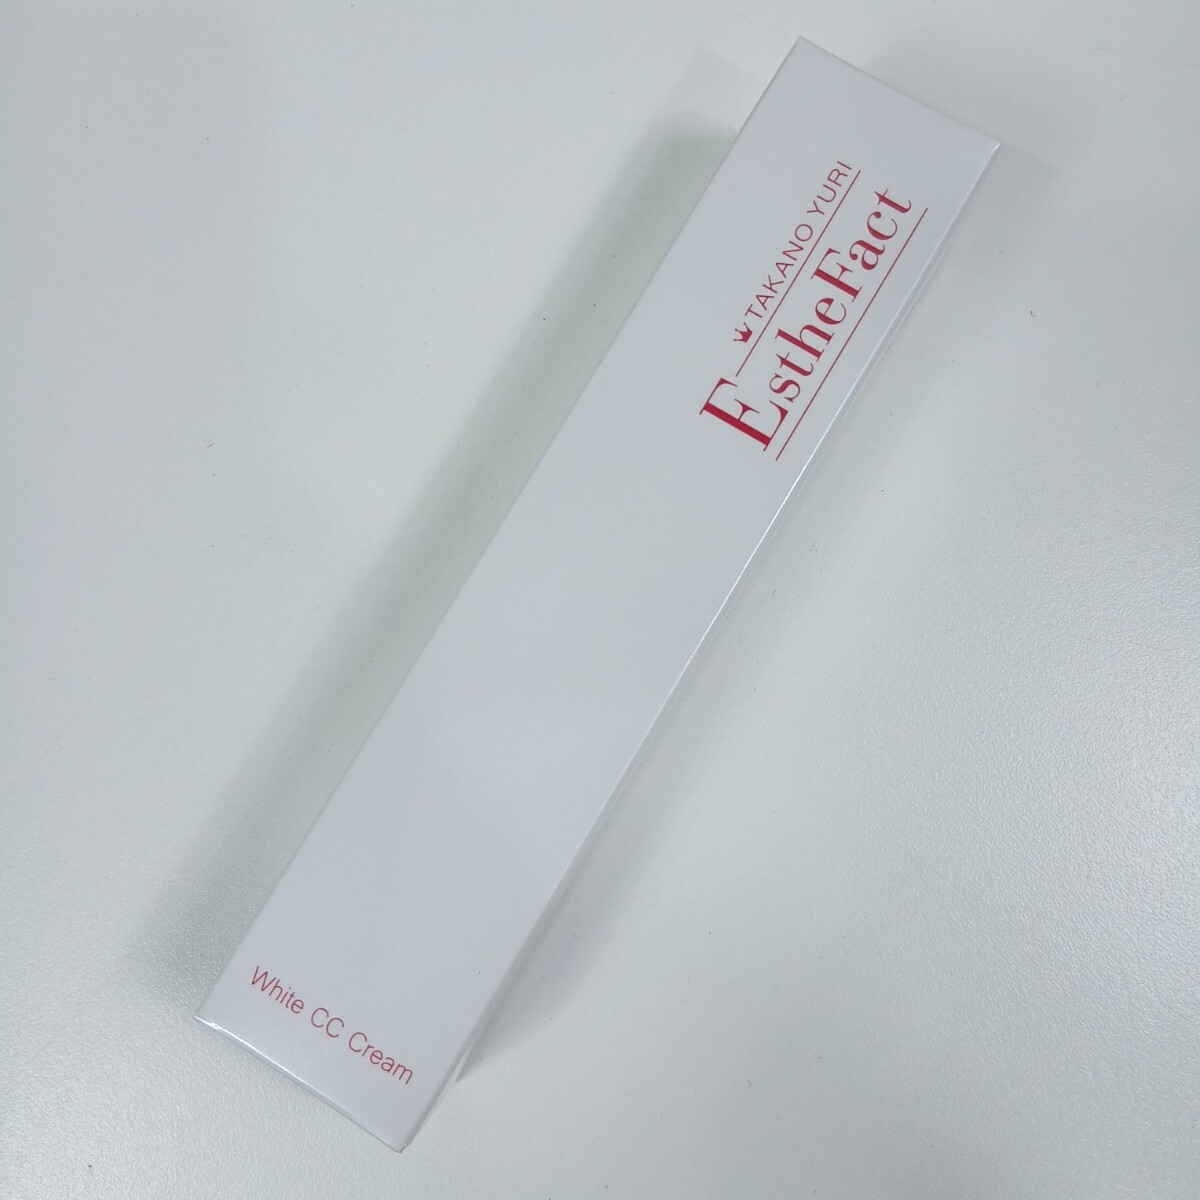 TAKANO YURI
EstheFact
White CC Cream